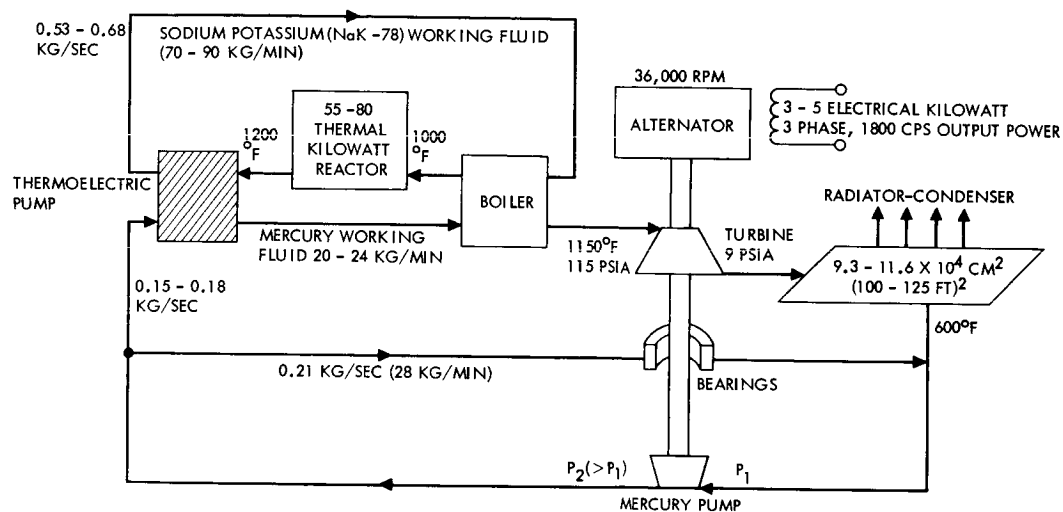 0.53 - 0.68
KG/SEC
SODIUM POTASSIUM (NaK -78) WORKING FLUID
(70 - 90 KG/MIN)
36,000 RPM
ALTERNATOR
3 - 5 ELECTRICAL KILOWATT
3 PHASE, 1800 CPS OUTPUT POWER
55 -80
THERMAL
KILOWATT
REACTOR
1200
°F
1000
°F
THERMOELECTRIC
PUMP
BOILER
MERCURY WORKING
FLUID 20 - 24 KG/MIN
1150°F
115 PSIA
TURBINE
9 PSIA
RADIATOR-CONDENSER
9.3 - 11.6 X 10⁴ CM²
(100 - 125 FT)²
600°F
0.15 - 0.18
KG/SEC
0.21 KG/SEC (28 KG/MIN)
BEARINGS
P₂(> P₁)
P₁
MERCURY PUMP